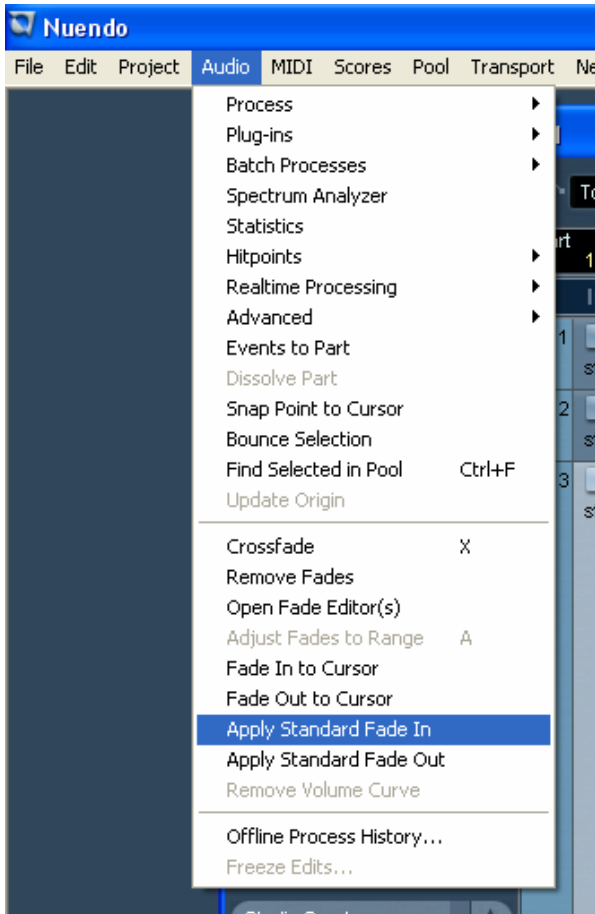 Nuendo
File Edit Project Audio MIDI Scores Pool Transport
Process
Plug-ins
Batch Processes
Spectrum Analyzer
Statistics
Hitpoints
Realtime Processing
Advanced
Events to Part
Dissolve Part
Snap Point to Cursor
Bounce Selection
Find Selected in Pool Ctrl+F
Update Origin
Crossfade X
Remove Fades
Open Fade Editor(s)
Adjust Fades to Range A
Fade In to Cursor
Fade Out to Cursor
Apply Standard Fade In
Apply Standard Fade Out
Remove Volume Curve
Offline Process History...
Freeze Edits...
1
2
3